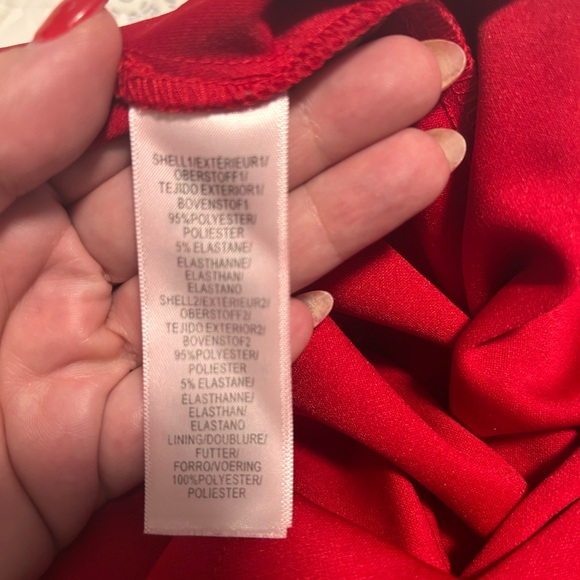 SHELL1/EXTÉRIEUR1/
OBERSTOFF1/
TEJIDO EXTERIOR1/
BOVENSTOF1
95%POLYESTER/
POLIESTER
5% ELASTANE/
ELASTHANNE/
ELASTHAN/
ELASTANO
SHELL2/EXTÉRIEUR2/
OBERSTOFF2/
TEJIDO EXTERIOR2/
BOVENSTOF2
95%POLYESTER/
POLIESTER
5% ELASTANE/
ELASTHANNE/
ELASTHAN/
ELASTANO
LINING/DOUBLURE/
FUTTER/
FORRO/VOERING
100%POLYESTER/
POLIESTER